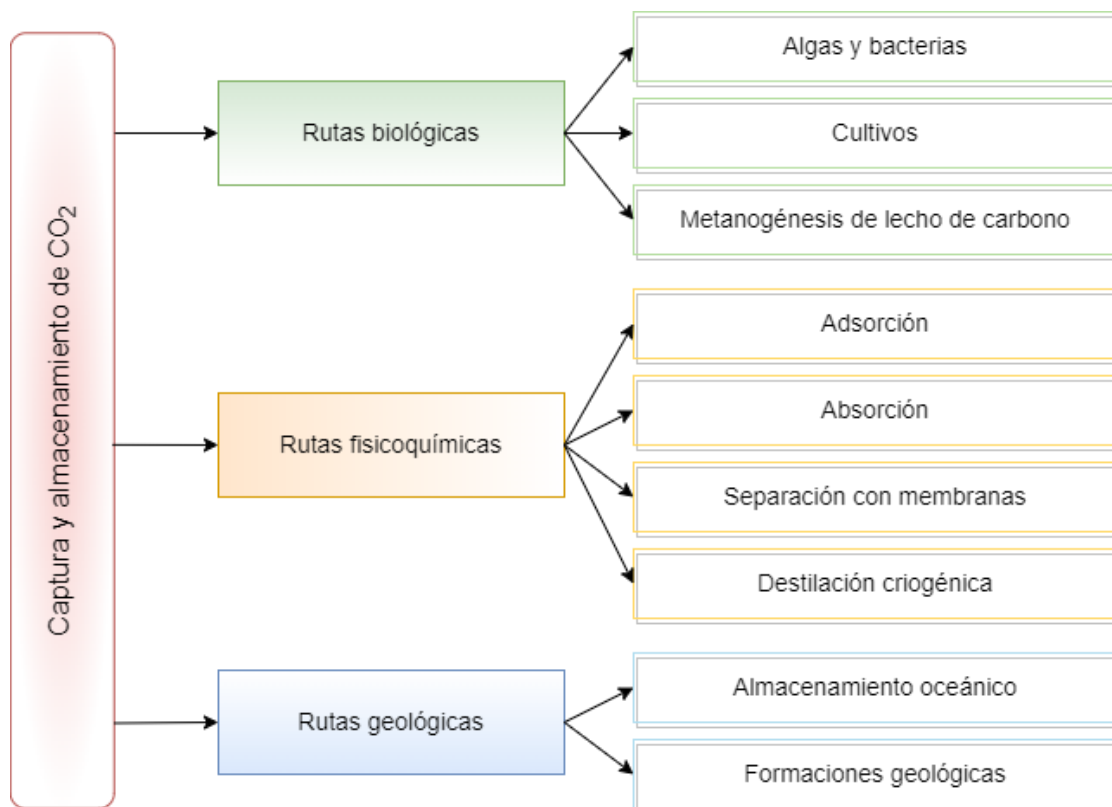 Captura y almacenamiento de CO₂
Rutas biológicas
Algas y bacterias
Cultivos
Metanogénesis de lecho de carbono
Rutas fisicoquímicas
Adsorción
Absorción
Separación con membranas
Destilación criogénica
Rutas geológicas
Almacenamiento oceánico
Formaciones geológicas